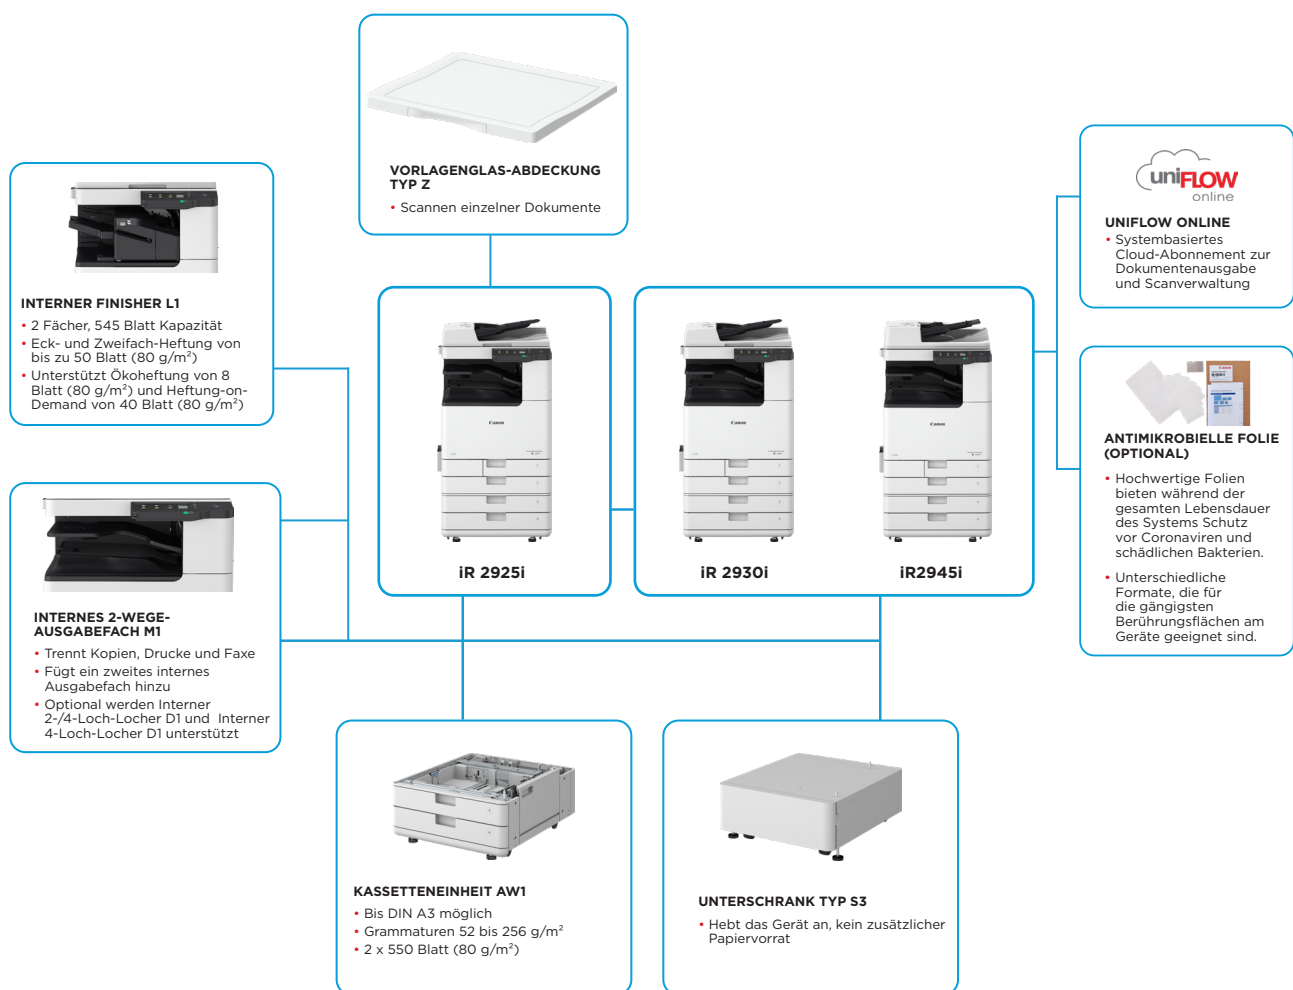 VORLAGENGLAS-ABDECKUNG
TYP Z
• Scannen einzelner Dokumente
INTERNER FINISHER L1
• 2 Fächer, 545 Blatt Kapazität
• Eck- und Zweifach-Heftung von
bis zu 50 Blatt (80 g/m²)
• Unterstützt Ökoheftung von 8
Blatt (80 g/m²) und Heftung-on-
Demand von 40 Blatt (80 g/m²)
INTERNES 2-WEGE-
AUSGABEFACH M1
• Trennt Kopien, Drucke und Faxe
• Fügt ein zweites internes
Ausgabefach hinzu
• Optional werden Interner
2-/4-Loch-Locher D1 und Interner
4-Loch-Locher D1 unterstützt
Canon
iR 2925i
Canon
iR 2930i
Canon
iR2945i
uniFLOW
online
UNIFLOW ONLINE
• Systembasiertes
Cloud-Abonnement zur
Dokumentenausgabe
und Scanverwaltung
ANTIMIKROBIELLE FOLIE
(OPTIONAL)
• Hochwertige Folien
bieten während der
gesamten Lebensdauer
des Systems Schutz
vor Coronaviren und
schädlichen Bakterien.
• Unterschiedliche
Formate, die für
die gängigsten
Berührungsflächen am
Geräte geeignet sind.
KASSETTENEINHEIT AW1
• Bis DIN A3 möglich
• Grammaturen 52 bis 256 g/m²
• 2 x 550 Blatt (80 g/m²)
UNTERSCHRANK TYP S3
• Hebt das Gerät an, kein zusätzlicher
Papiervorrat